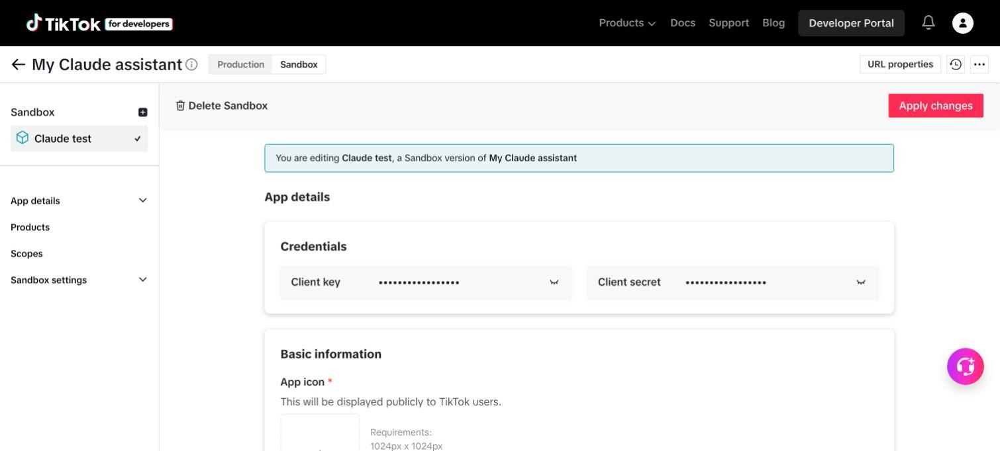 TikTok for developers
Products Docs Support Blog Developer Portal
My Claude assistant Production Sandbox URL properties
Sandbox
Claude test
App details
Products
Scopes
Sandbox settings
Delete Sandbox Apply changes
You are editing Claude test, a Sandbox version of My Claude assistant
App details
Credentials
Client key ••••••••••••••••• Client secret •••••••••••••••••
Basic information
App icon *
This will be displayed publicly to TikTok users.
Requirements:
1024px x 1024px